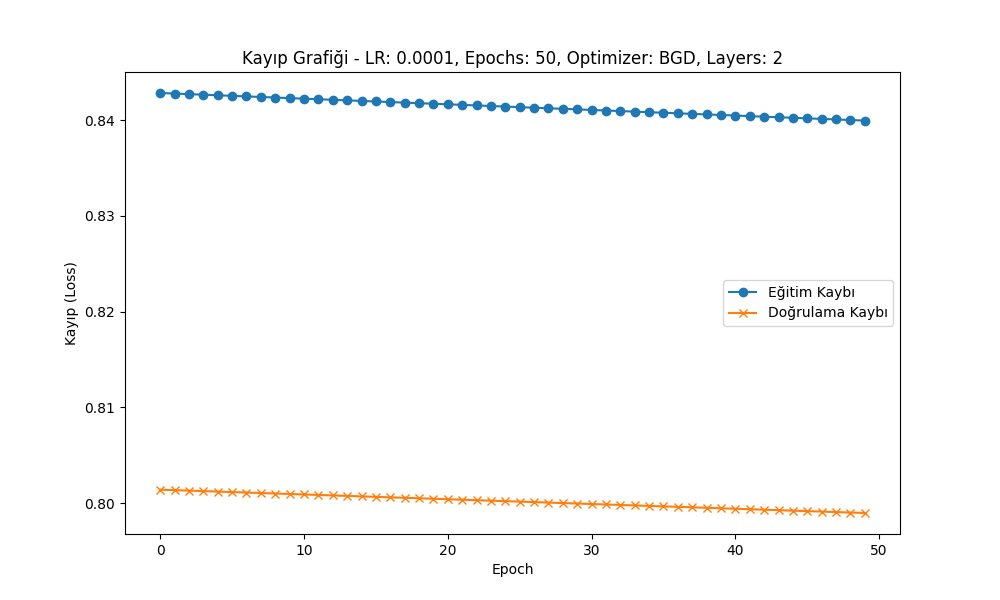 Kayıp Grafiği - LR: 0.0001, Epochs: 50, Optimizer: BGD, Layers: 2
Kayıp (Loss)
0.84
0.83
0.82
0.81
0.80
Eğitim Kaybı
Doğrulama Kaybı
0 10 20 30 40 50
Epoch